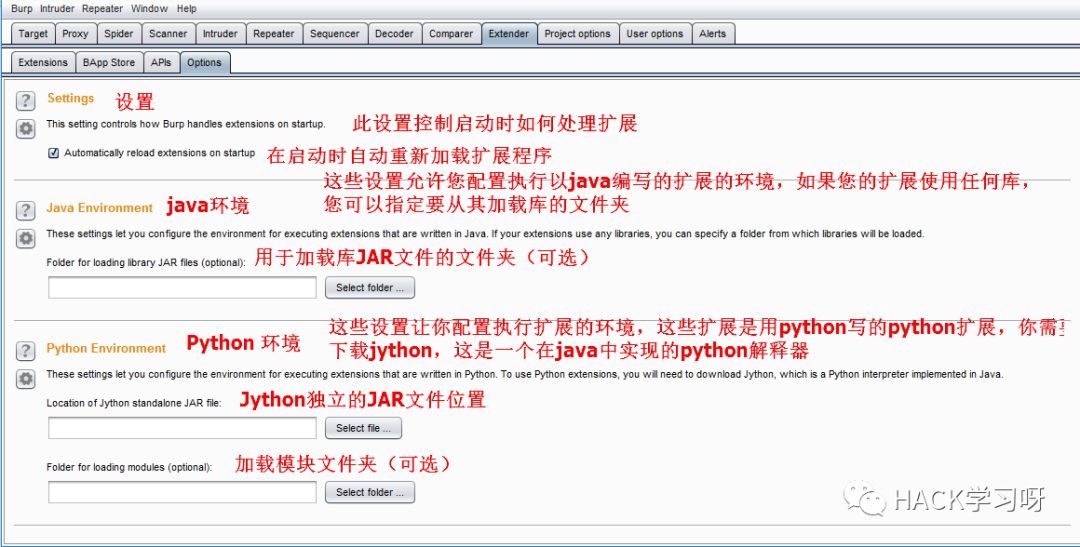 Burp Intruder Repeater Window Help
Target Proxy Spider Scanner Intruder Repeater Sequencer Decoder Comparer Extender Project options User options Alerts
Extensions BApp Store APIs Options
? Settings 设置
This setting controls how Burp handles extensions on startup. 此设置控制启动时如何处理扩展
Automatically reload extensions on startup 在启动时自动重新加载扩展程序
这些设置允许您配置执行以java编写的扩展的环境，如果您的扩展使用任何库，
您可以指定要从其加载库的文件夹
? Java Environment java环境
These settings let you configure the environment for executing extensions that are written in Java. If your extensions use any libraries, you can specify a folder from which libraries will be loaded.
Folder for loading library JAR files (optional): 用于加载库JAR文件的文件夹（可选）
Select folder ...
这些设置让你配置执行扩展的环境，这些扩展是用python写的python扩展，你需要
下载jython，这是一个在java中实现的python解释器
? Python Environment Python 环境
These settings let you configure the environment for executing extensions that are written in Python. To use Python extensions, you will need to download Jython, which is a Python interpreter implemented in Java.
Location of Jython standalone JAR file: Jython独立的JAR文件位置
Select file ...
Folder for loading modules (optional): 加载模块文件夹（可选）
Select folder ...
HACK学习呀